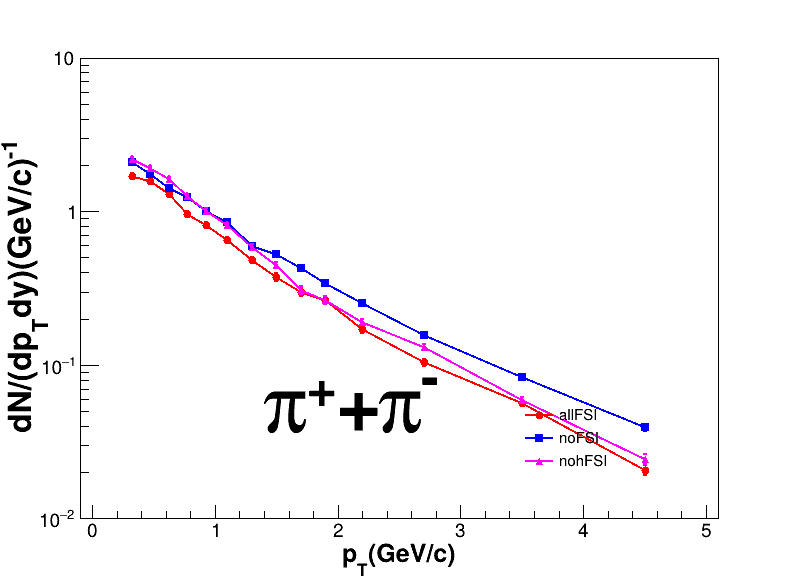 10
1
10⁻¹
10⁻²
dN/(dp_T dy)(GeV/c)⁻¹
π⁺+π⁻
allFSI
noFSI
nohFSI
0 1 2 3 4 5
p_T(GeV/c)